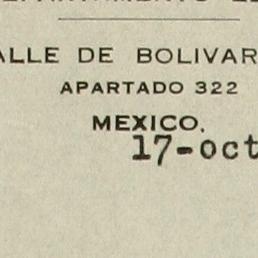 ALLE DE BOLIVAR
APARTADO 322
MEXICO.
17-oct